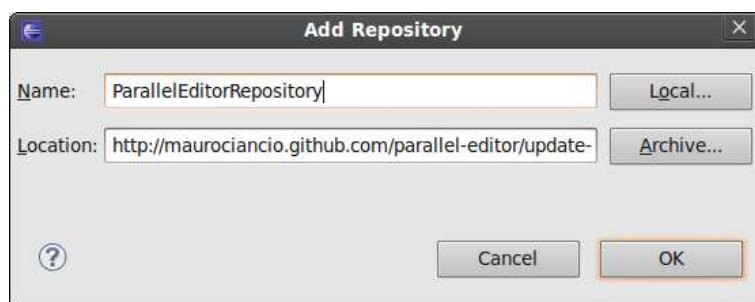 Add Repository
Name: ParallelEditorRepository Local...
Location: http://maurociancio.github.com/parallel-editor/update- Archive...
? Cancel OK